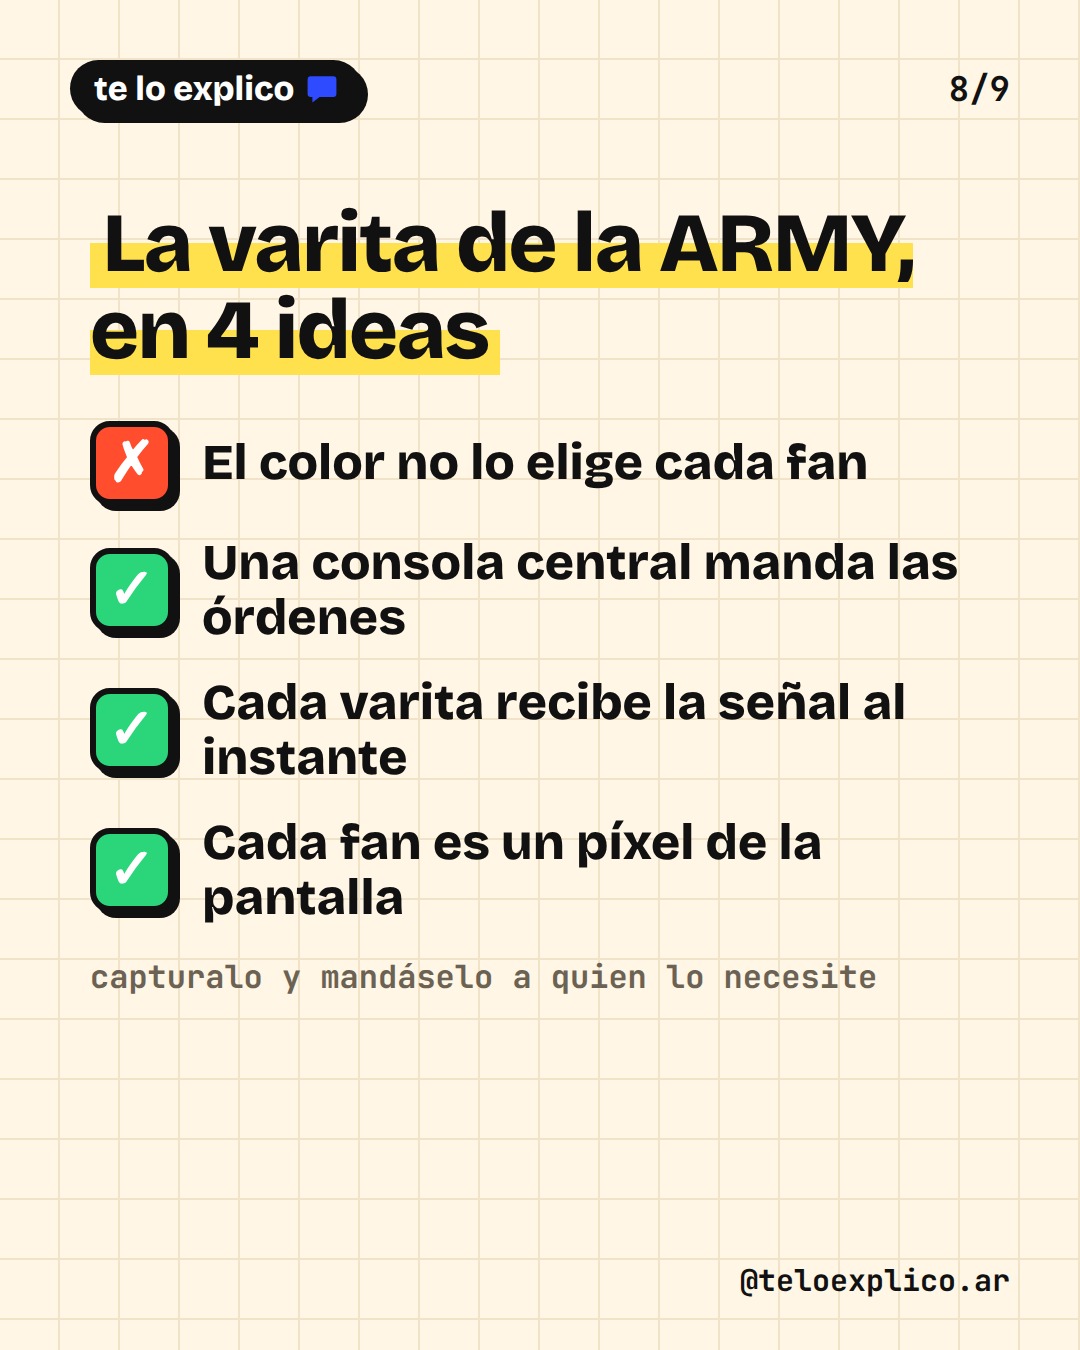 te lo explico
8/9
La varita de la ARMY,
en 4 ideas
✗ El color no lo elige cada fan
✓ Una consola central manda las
órdenes
✓ Cada varita recibe la señal al
instante
✓ Cada fan es un píxel de la
pantalla
capturalo y mandáselo a quien lo necesite
@teloexplico.ar